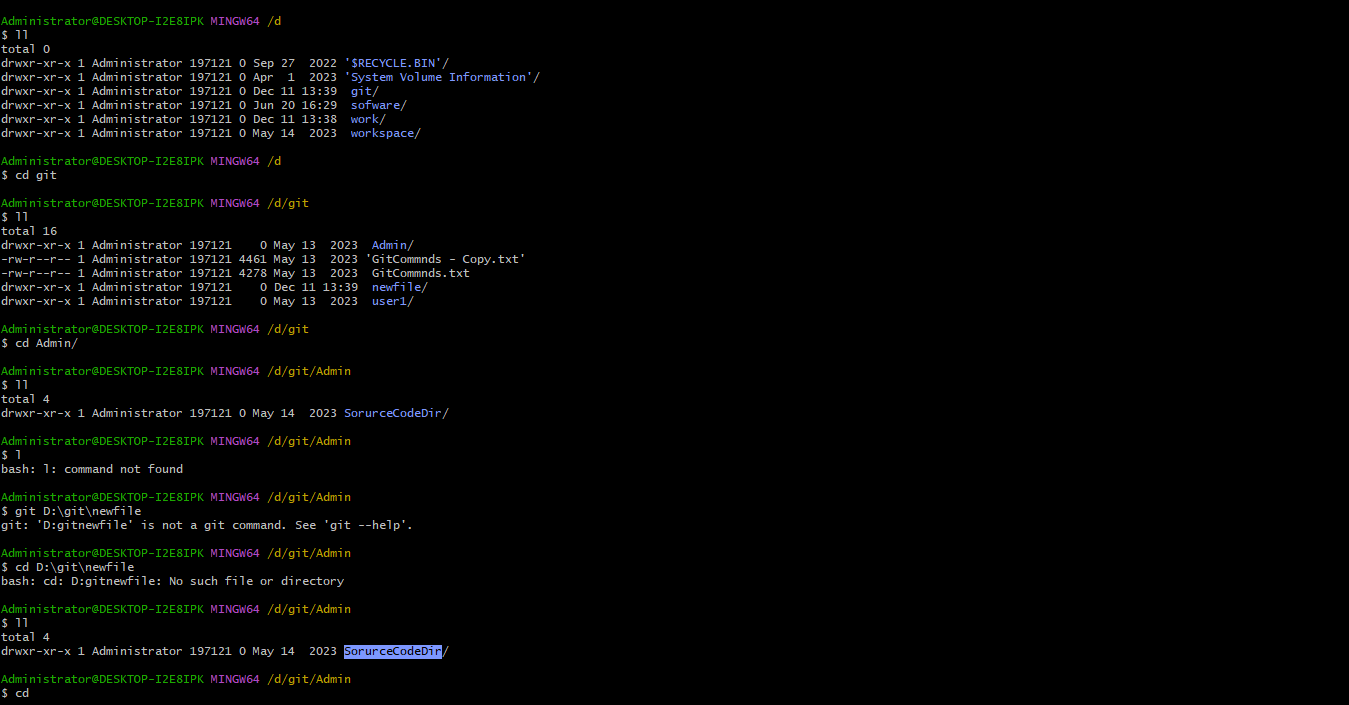 Administrator@DESKTOP-I2E8IPK MINGW64 /d
$ ll
total 0
drwxr-xr-x 1 Administrator 197121 0 Sep 27  2022 '$RECYCLE.BIN'/
drwxr-xr-x 1 Administrator 197121 0 Apr  1  2023 'System Volume Information'/
drwxr-xr-x 1 Administrator 197121 0 Dec 11 13:39  git/
drwxr-xr-x 1 Administrator 197121 0 Jun 20 16:29  sofware/
drwxr-xr-x 1 Administrator 197121 0 Dec 11 13:38  work/
drwxr-xr-x 1 Administrator 197121 0 May 14  2023  workspace/

Administrator@DESKTOP-I2E8IPK MINGW64 /d
$ cd git

Administrator@DESKTOP-I2E8IPK MINGW64 /d/git
$ ll
total 16
drwxr-xr-x 1 Administrator 197121    0 May 13  2023  Admin/
-rw-r--r-- 1 Administrator 197121 4461 May 13  2023 'GitCommnds - Copy.txt'
-rw-r--r-- 1 Administrator 197121 4278 May 13  2023  GitCommnds.txt
drwxr-xr-x 1 Administrator 197121    0 Dec 11 13:39  newfile/
drwxr-xr-x 1 Administrator 197121    0 May 13  2023  user1/

Administrator@DESKTOP-I2E8IPK MINGW64 /d/git
$ cd Admin/

Administrator@DESKTOP-I2E8IPK MINGW64 /d/git/Admin
$ ll
total 4
drwxr-xr-x 1 Administrator 197121 0 May 14  2023 SorurceCodeDir/

Administrator@DESKTOP-I2E8IPK MINGW64 /d/git/Admin
$ l
bash: l: command not found

Administrator@DESKTOP-I2E8IPK MINGW64 /d/git/Admin
$ git D:\git\newfile
git: 'D:gitnewfile' is not a git command. See 'git --help'.

Administrator@DESKTOP-I2E8IPK MINGW64 /d/git/Admin
$ cd D:\git\newfile
bash: cd: D:gitnewfile: No such file or directory

Administrator@DESKTOP-I2E8IPK MINGW64 /d/git/Admin
$ ll
total 4
drwxr-xr-x 1 Administrator 197121 0 May 14  2023 SorurceCodeDir/

Administrator@DESKTOP-I2E8IPK MINGW64 /d/git/Admin
$ cd